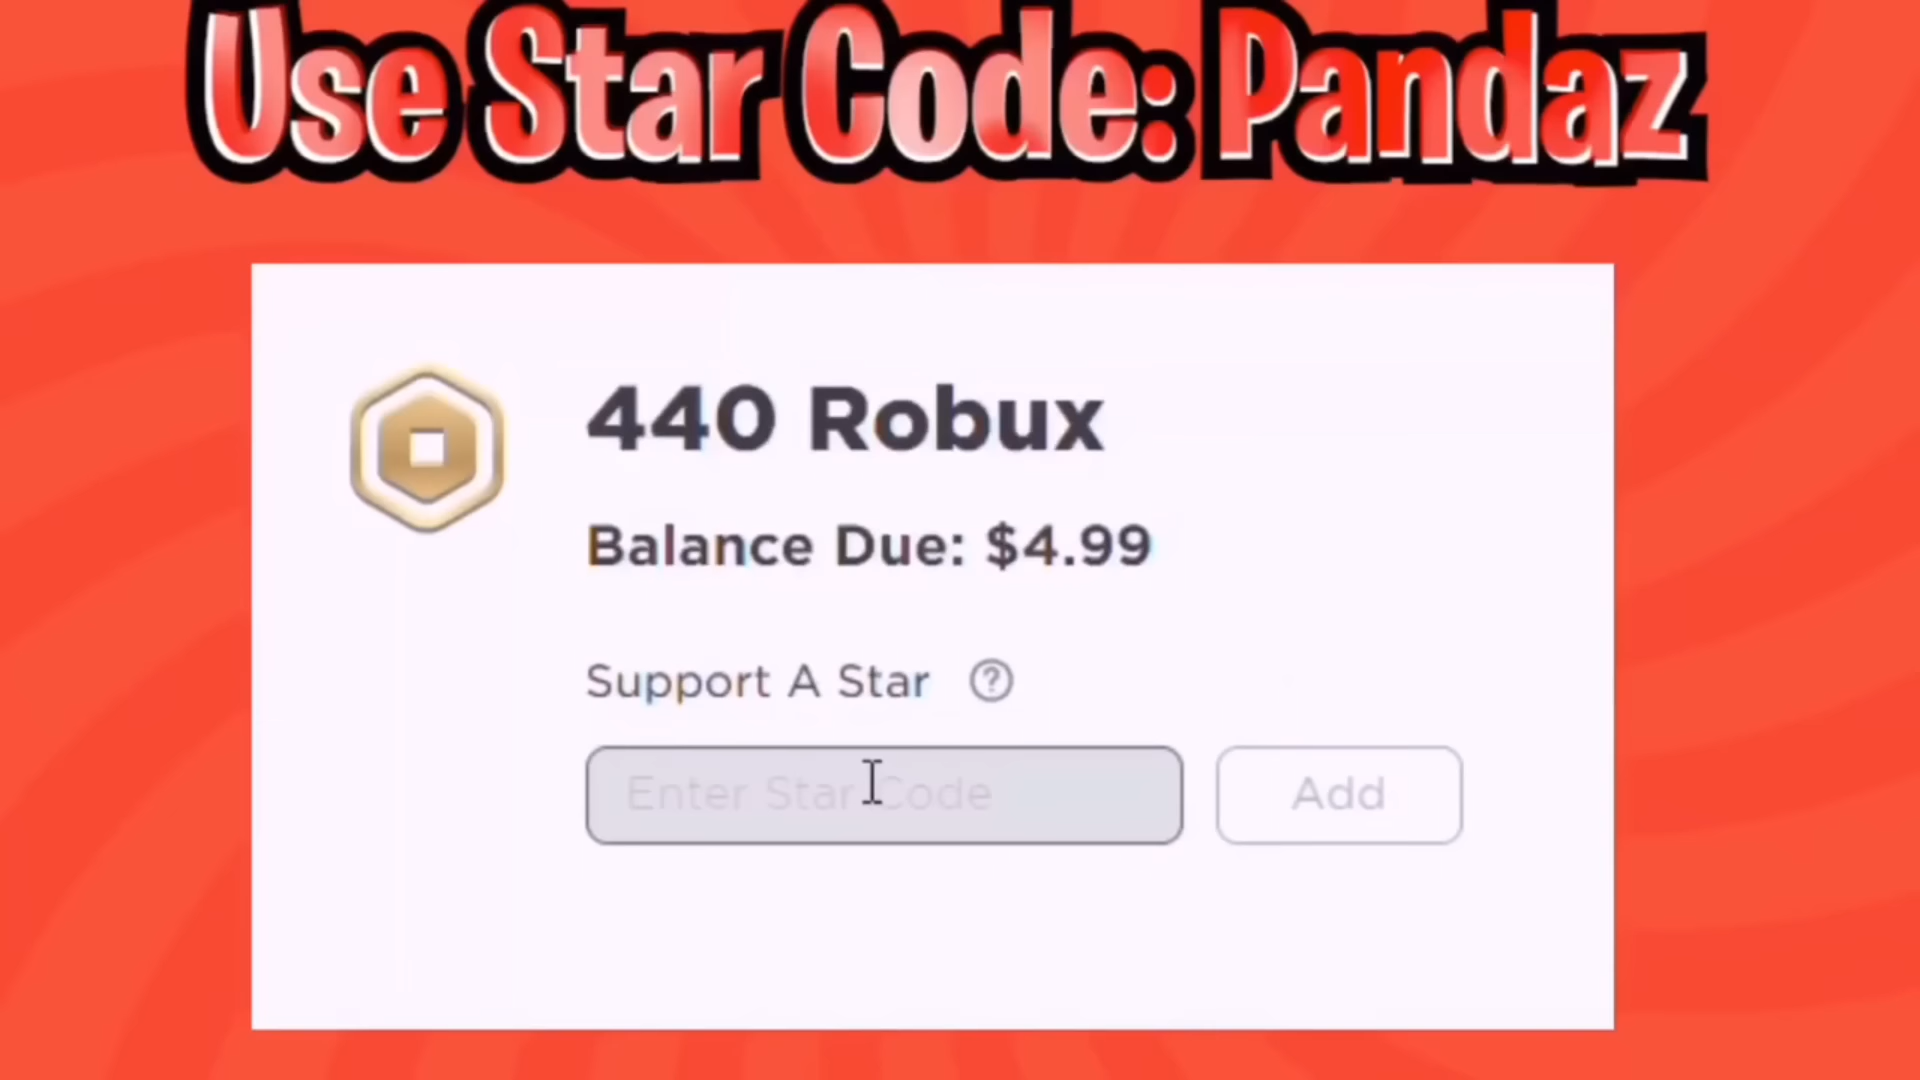 Use Star Code: Pandaz
440 Robux
Balance Due: $4.99
Support A Star ?
Enter Star Code
Add